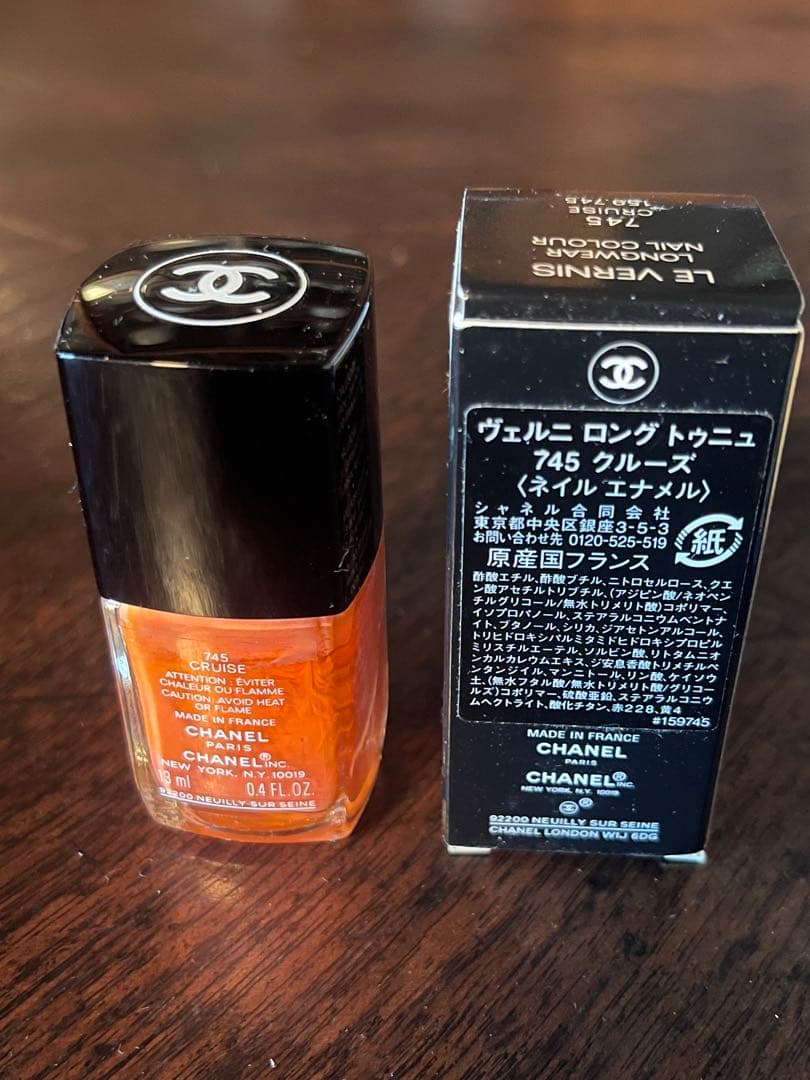 745
CRUISE
ATTENTION : ÉVITER
CHALEUR OU FLAMME
CAUTION: AVOID HEAT
OR FLAME
MADE IN FRANCE
CHANEL
PARIS
CHANEL® INC.
NEW YORK, N.Y. 10019
13 ml 0.4 FL.OZ.
92200 NEUILLY SUR SEINE
LE VERNIS
LONGWEAR
NAIL COLOUR
745
CRUISE
159.745
ヴェルニ ロング トゥニュ
745 クルーズ
〈ネイル エナメル〉
シャネル合同会社
東京都中央区銀座3-5-3
お問い合わせ先 0120-525-519
紙
原産国フランス
酢酸エチル、酢酸ブチル、ニトロセルロース、クエ
ン酸アセチルトリブチル、(アジピン酸/ネオペン
チルグリコール/無水トリメリト酸)コポリマー、
イソプロパノール、ステアラルコニウムベントナ
イト、ブタノール、シリカ、ジアセトンアルコール、
トリヒドロキシパルミタミドヒドロキシプロピル
ミリスチルエーテル、ソルビン酸、リトタムニオ
ンカルカレウムエキス、ジ安息香酸トリメチルペ
ンタンジイル、マンニトール、リン酸、ケイソウ
土、(無水フタル酸/無水トリメリト酸/グリコー
ルズ)コポリマー、硫酸亜鉛、ステアラルコニウ
ムヘクトライト、酸化チタン、赤228、黄4
#159745
MADE IN FRANCE
CHANEL
PARIS
CHANEL® INC.
NEW YORK, N.Y. 10019
®
92200 NEUILLY SUR SEINE
CHANEL LONDON W1J 6DG